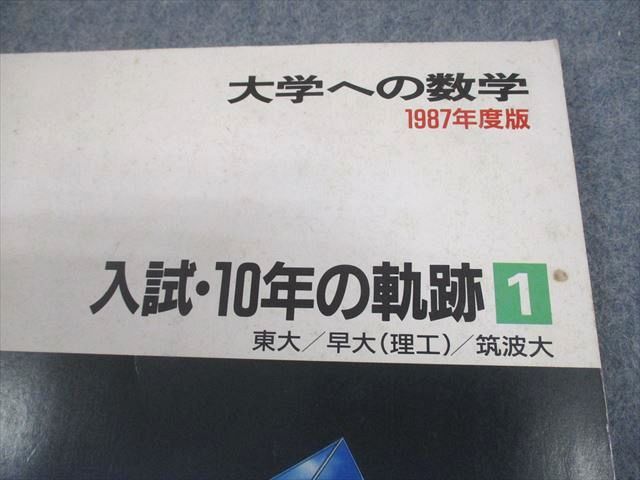 大学への数学
1987年度版
入試・10年の軌跡 1
東大/早大(理工)/筑波大